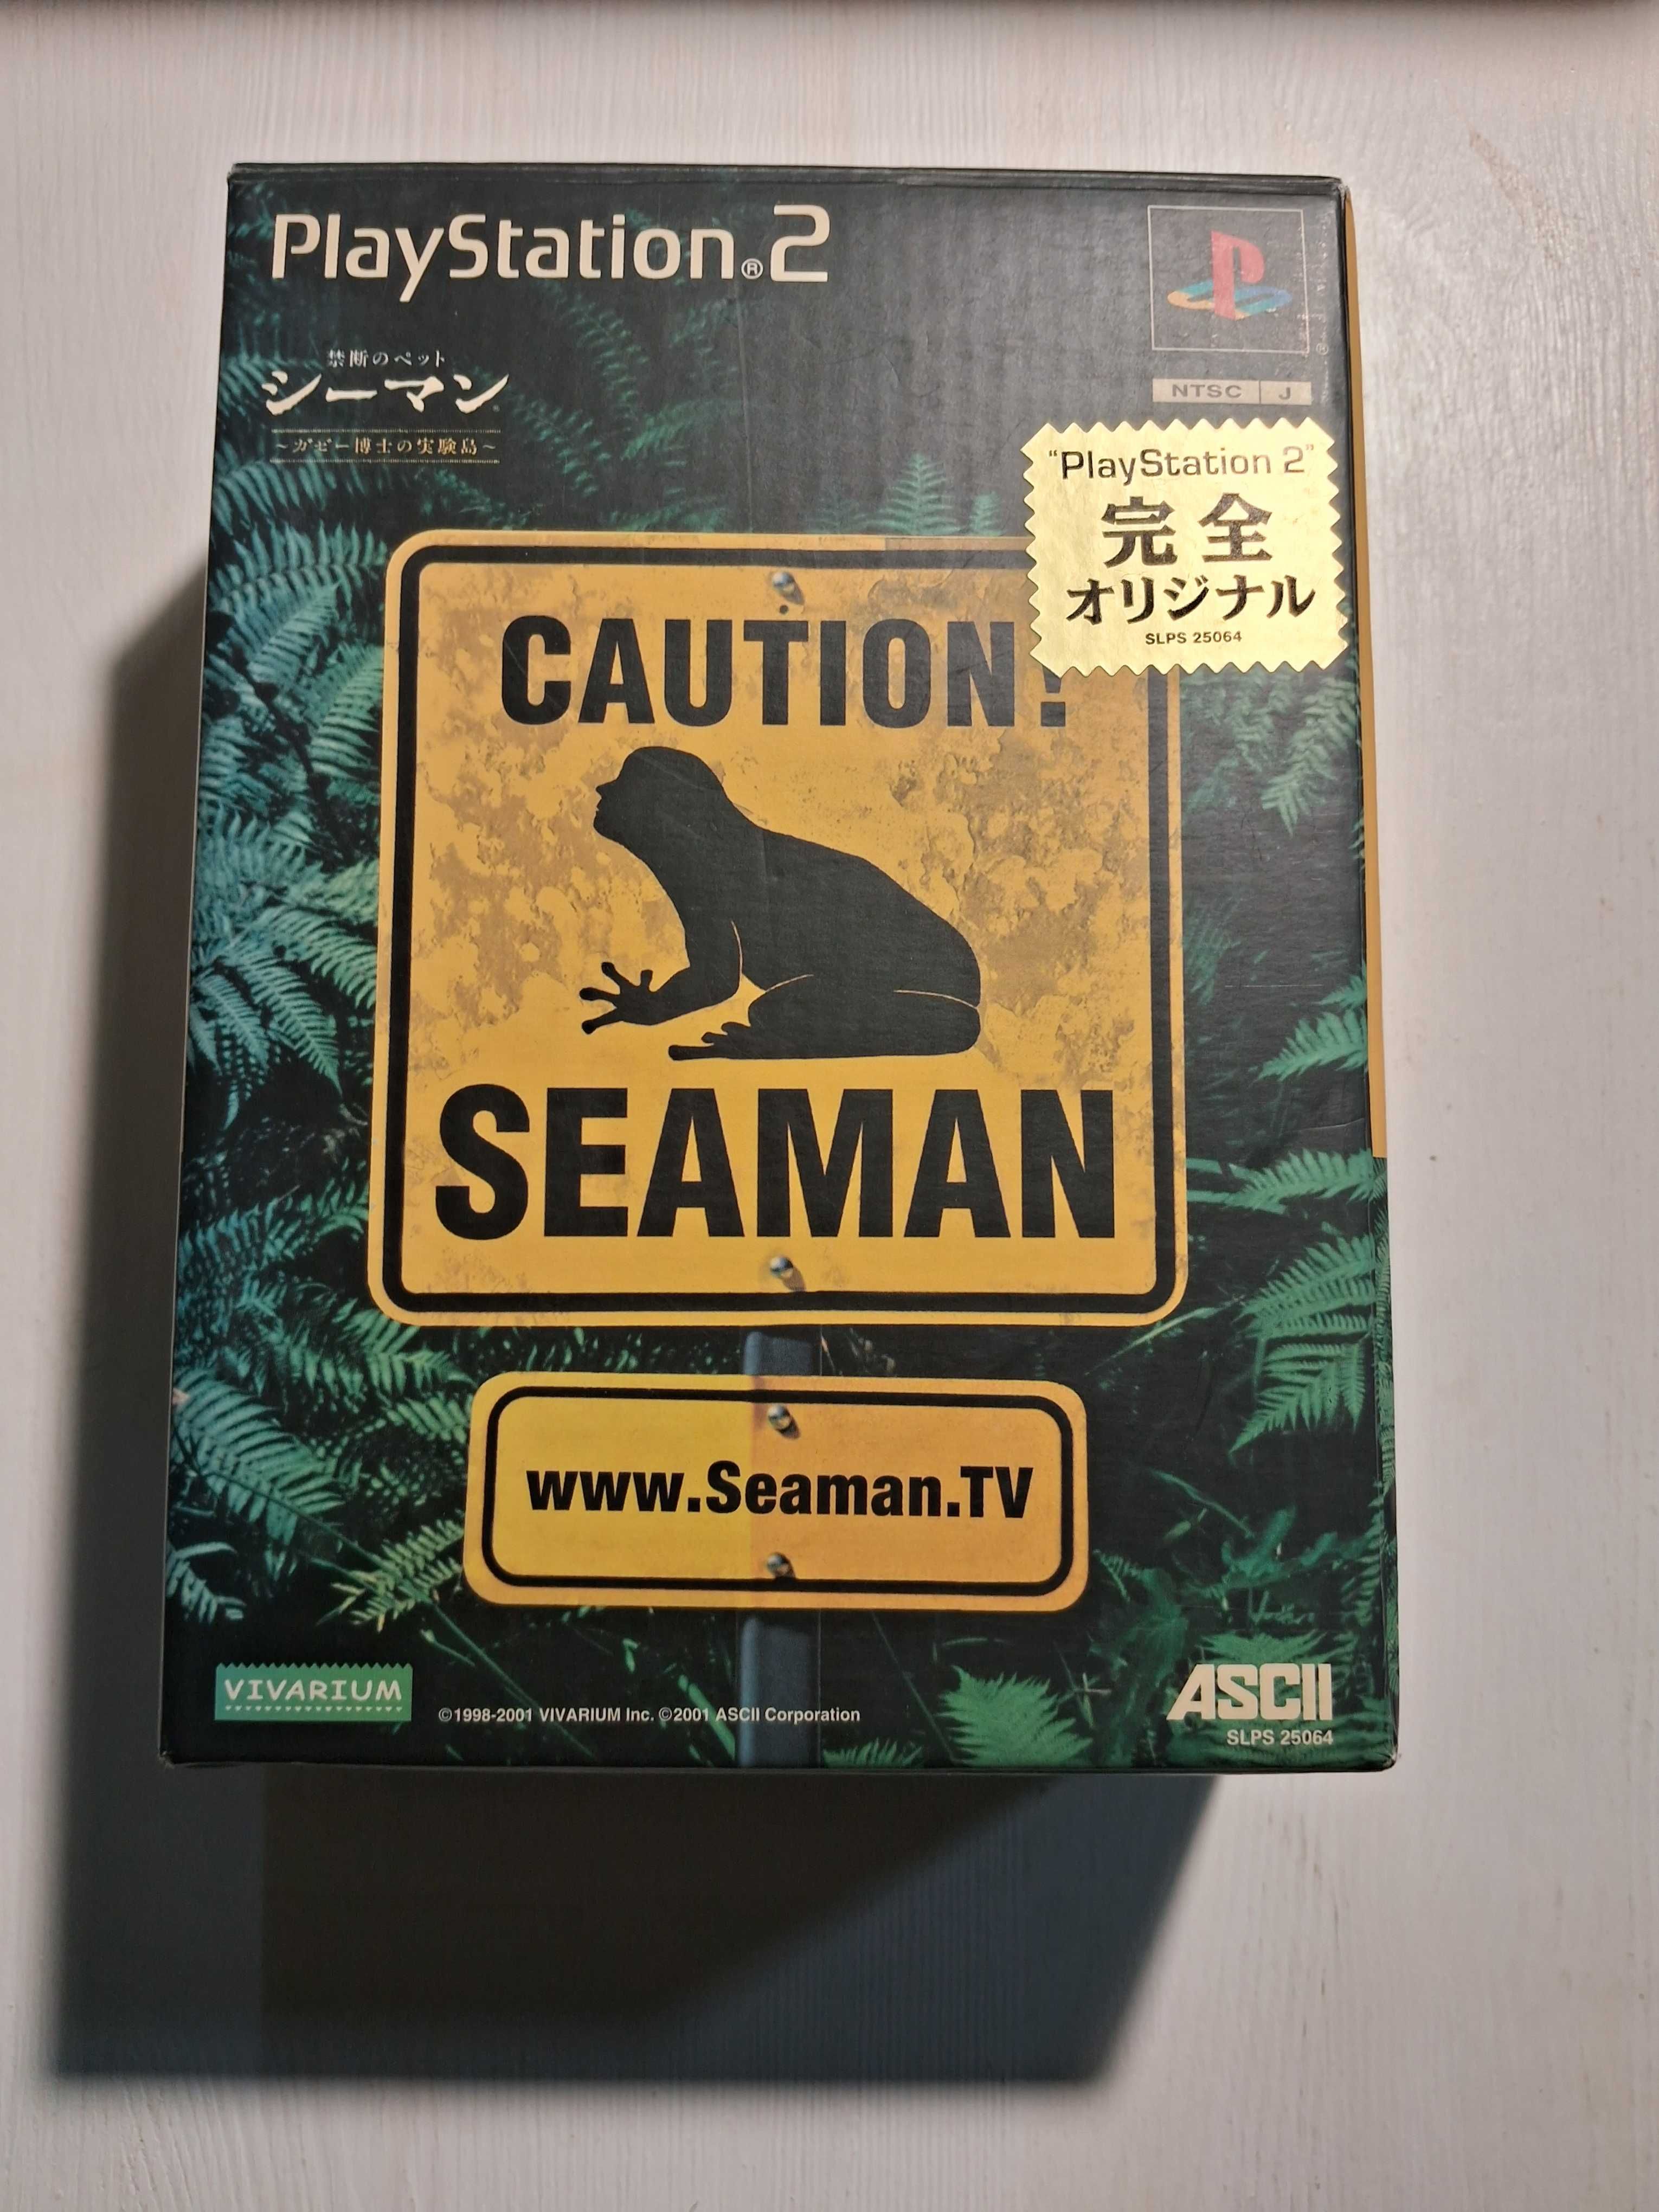 PlayStation®2
禁断のペット
シーマン
~ガゼー博士の実験島~
NTSC J
"PlayStation 2"
完全
オリジナル
SLPS 25064
CAUTION!
SEAMAN
www.Seaman.TV
VIVARIUM
©1998-2001 VIVARIUM Inc. ©2001 ASCII Corporation
ASCII
SLPS 25064